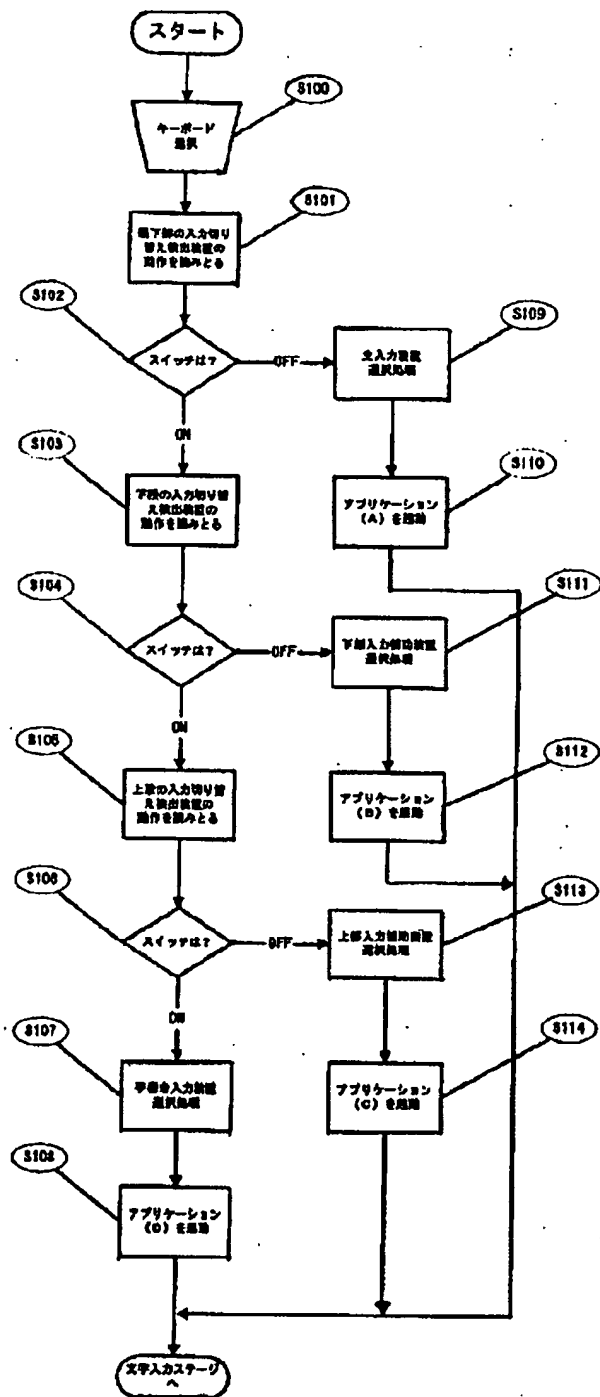 スタート
S100
キーボード
選択
S101
の入力切り
替え検出装置の
動作を読みとる
S102
スイッチは?
OFF
S109
主入力装置
選択処理
ON
S103
下段の入力切り替
え検出装置の
動作を読みとる
S110
アプリケーション
(A)を起動
S104
スイッチは?
OFF
S111
下部入力補助装置
選択処理
ON
S105
上段の入力切り替
え検出装置の
動作を読みとる
S112
アプリケーション
(B)を起動
S106
スイッチは?
OFF
S113
上部入力補助装置
選択処理
ON
S107
手書き入力装置
選択処理
S114
アプリケーション
(C)を起動
S108
アプリケーション
(D)を起動
文字入力ステージ
へ